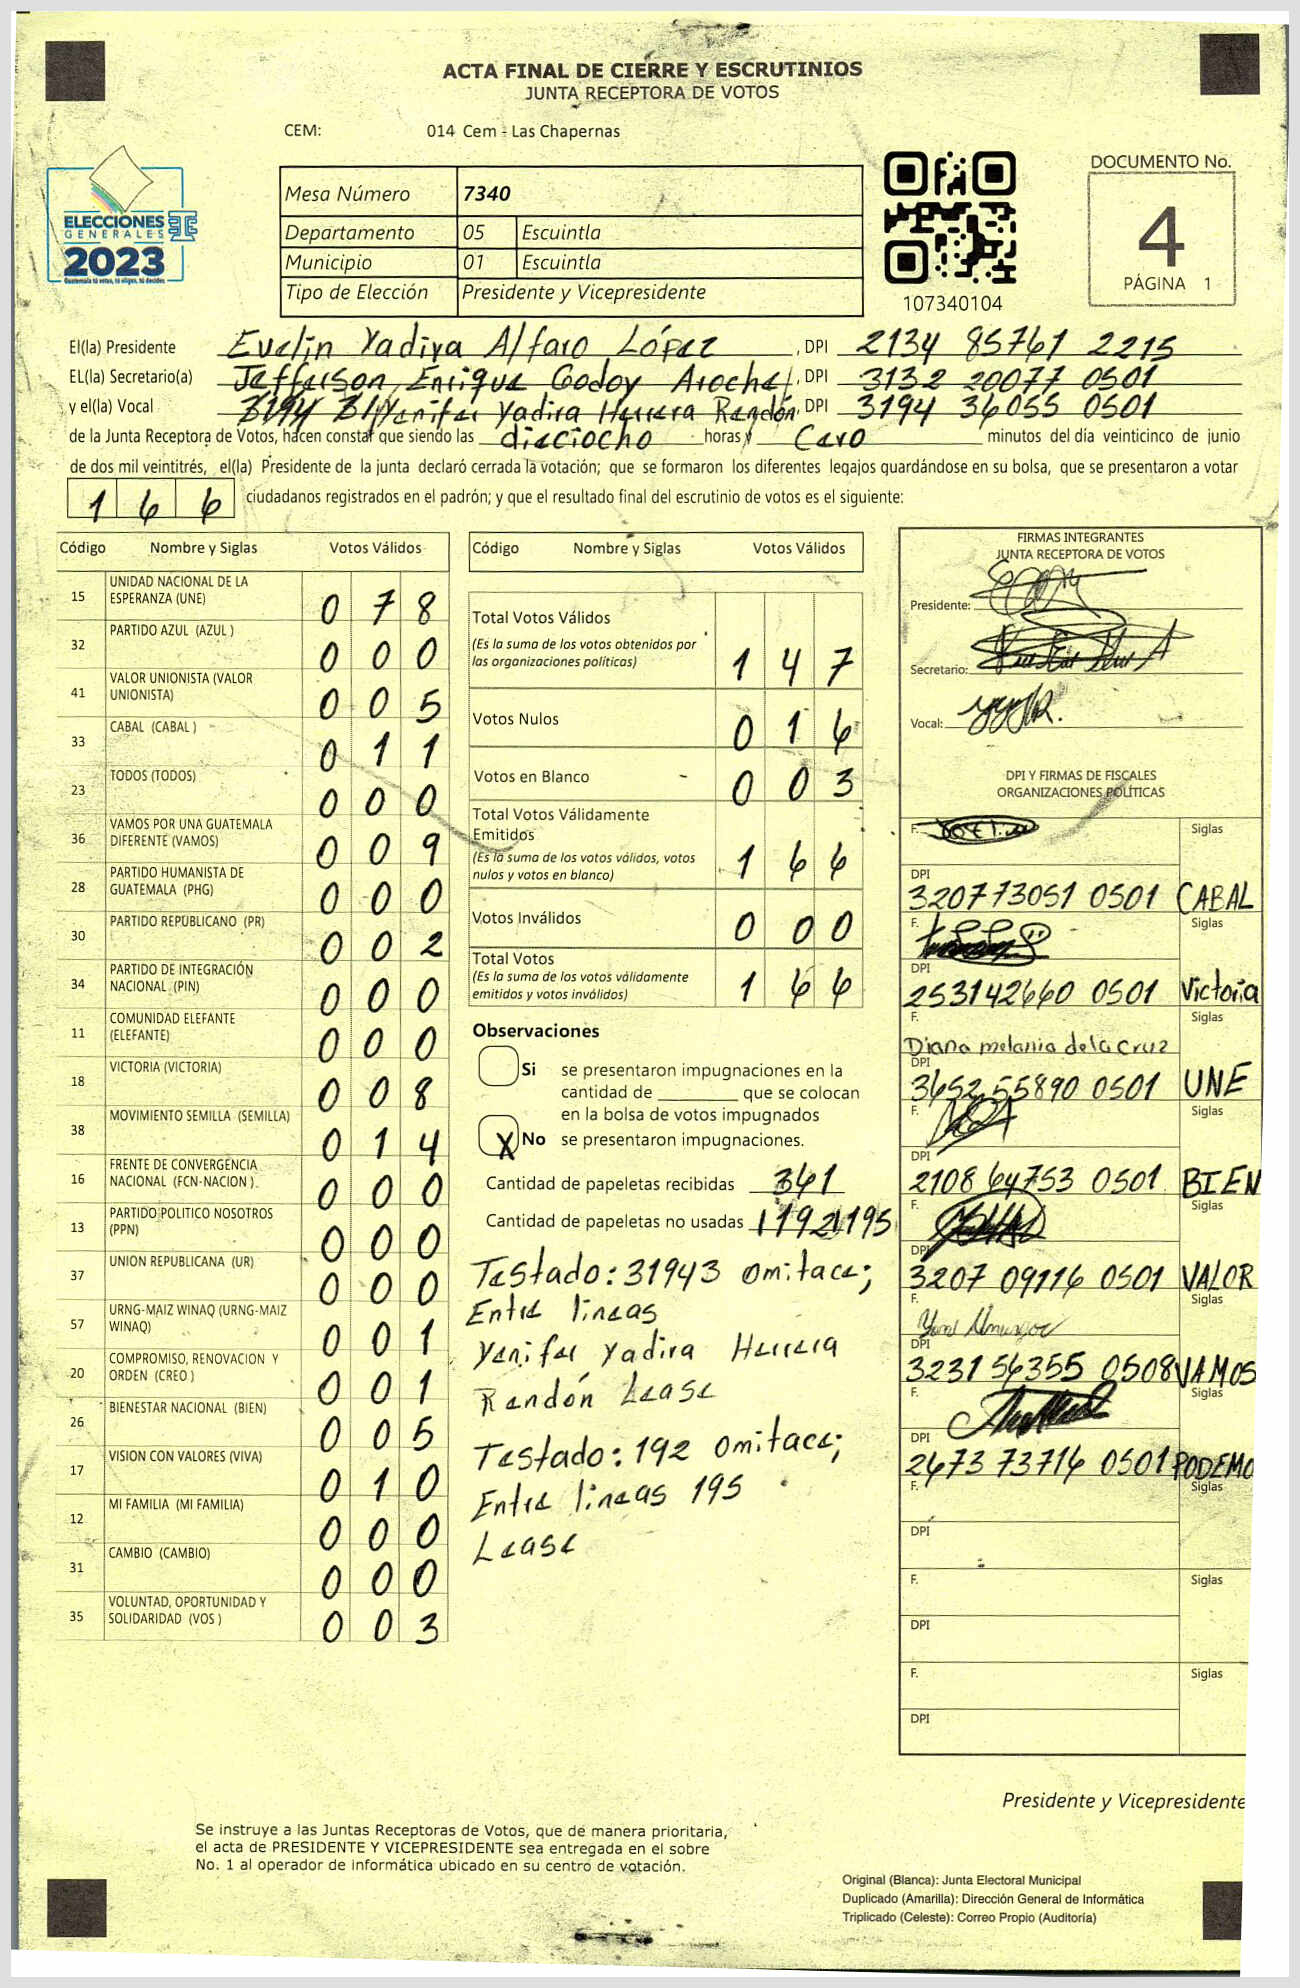 ACTA FINAL DE CIERRE Y ESCRUTINIOS
JUNTA RECEPTORA DE VOTOS
CEM: 014 Cem - Las Chapernas
ELECCIONES
GENERALES
2023
Guatemala tú votas, tú eliges, tú decides
Mesa Número 7340
Departamento 05 Escuintla
Municipio 01 Escuintla
Tipo de Elección Presidente y Vicepresidente
107340104
DOCUMENTO No.
4
PÁGINA 1
El(la) Presidente Evelin Yadira Alfaro López , DPI 2134 85761 2215
EL(la) Secretario(a) Jefferson Enrique Godoy Aroche , DPI 3132 20077 0501
y el(la) Vocal Yenifer Yadira Herrera Rendón, DPI 3194 36055 0501
de la Junta Receptora de Votos, hacen constar que siendo las dieciocho horas y Cero minutos del día veinticinco de junio
de dos mil veintitrés, el(la) Presidente de la junta declaró cerrada la votación; que se formaron los diferentes legajos guardándose en su bolsa, que se presentaron a votar
166 ciudadanos registrados en el padrón; y que el resultado final del escrutinio de votos es el siguiente:
Código Nombre y Siglas Votos Válidos
15 UNIDAD NACIONAL DE LA
ESPERANZA (UNE) 0 7 8
32 PARTIDO AZUL (AZUL ) 0 0 0
41 VALOR UNIONISTA (VALOR
UNIONISTA) 0 0 5
33 CABAL (CABAL ) 0 1 1
23 TODOS (TODOS) 0 0 0
36 VAMOS POR UNA GUATEMALA
DIFERENTE (VAMOS) 0 0 9
28 PARTIDO HUMANISTA DE
GUATEMALA (PHG) 0 0 0
30 PARTIDO REPUBLICANO (PR) 0 0 2
34 PARTIDO DE INTEGRACIÓN
NACIONAL (PIN) 0 0 0
11 COMUNIDAD ELEFANTE
(ELEFANTE) 0 0 0
18 VICTORIA (VICTORIA) 0 0 8
38 MOVIMIENTO SEMILLA (SEMILLA) 0 1 4
16 FRENTE DE CONVERGENCIA
NACIONAL (FCN-NACION ) 0 0 0
13 PARTIDO POLITICO NOSOTROS
(PPN) 0 0 0
37 UNION REPUBLICANA (UR) 0 0 0
57 URNG-MAIZ WINAQ (URNG-MAIZ
WINAQ) 0 0 1
20 COMPROMISO, RENOVACION Y
ORDEN (CREO ) 0 0 1
26 BIENESTAR NACIONAL (BIEN) 0 0 5
17 VISION CON VALORES (VIVA) 0 1 0
12 MI FAMILIA (MI FAMILIA) 0 0 0
31 CAMBIO (CAMBIO) 0 0 0
35 VOLUNTAD, OPORTUNIDAD Y
SOLIDARIDAD (VOS ) 0 0 3
Código Nombre y Siglas Votos Válidos
Total Votos Válidos
(Es la suma de los votos obtenidos por
las organizaciones políticas) 1 4 7
Votos Nulos 0 1 6
Votos en Blanco 0 0 3
Total Votos Válidamente
Emitidos
(Es la suma de los votos válidos, votos
nulos y votos en blanco) 1 6 6
Votos Inválidos 0 0 0
Total Votos
(Es la suma de los votos válidamente
emitidos y votos inválidos) 1 6 6
Observaciones
Si se presentaron impugnaciones en la
cantidad de ________ que se colocan
en la bolsa de votos impugnados
X No se presentaron impugnaciones.
Cantidad de papeletas recibidas 361
Cantidad de papeletas no usadas 192 195
Testado: 31943 omitace;
Entre lineas
Yenifer Yadira Herrera
Rendón Lease
Testado: 192 omitace;
Entre lineas 195
Lease
FIRMAS INTEGRANTES
JUNTA RECEPTORA DE VOTOS
Presidente:
Secretario:
Vocal:
DPI Y FIRMAS DE FISCALES
ORGANIZACIONES POLÍTICAS
F. Siglas
DPI
320773051 0501 CABAL
F. Siglas
DPI
253142660 0501 Victoria
F. Siglas
Diana melania dela cruz
DPI
3652 55890 0501 UNE
F. Siglas
DPI
2108 64753 0501 BIEN
F. Siglas
DPI
3207 09116 0501 VALOR
F. Siglas
DPI
3231 56355 0508 VAMOS
F. Siglas
DPI
2673 73716 0501 PODEMO
F. Siglas
DPI
F. Siglas
DPI
F. Siglas
DPI
Presidente y Vicepresidente
Se instruye a las Juntas Receptoras de Votos, que de manera prioritaria,
el acta de PRESIDENTE Y VICEPRESIDENTE sea entregada en el sobre
No. 1 al operador de informática ubicado en su centro de votación.
Original (Blanca): Junta Electoral Municipal
Duplicado (Amarilla): Dirección General de Informática
Triplicado (Celeste): Correo Propio (Auditoría)